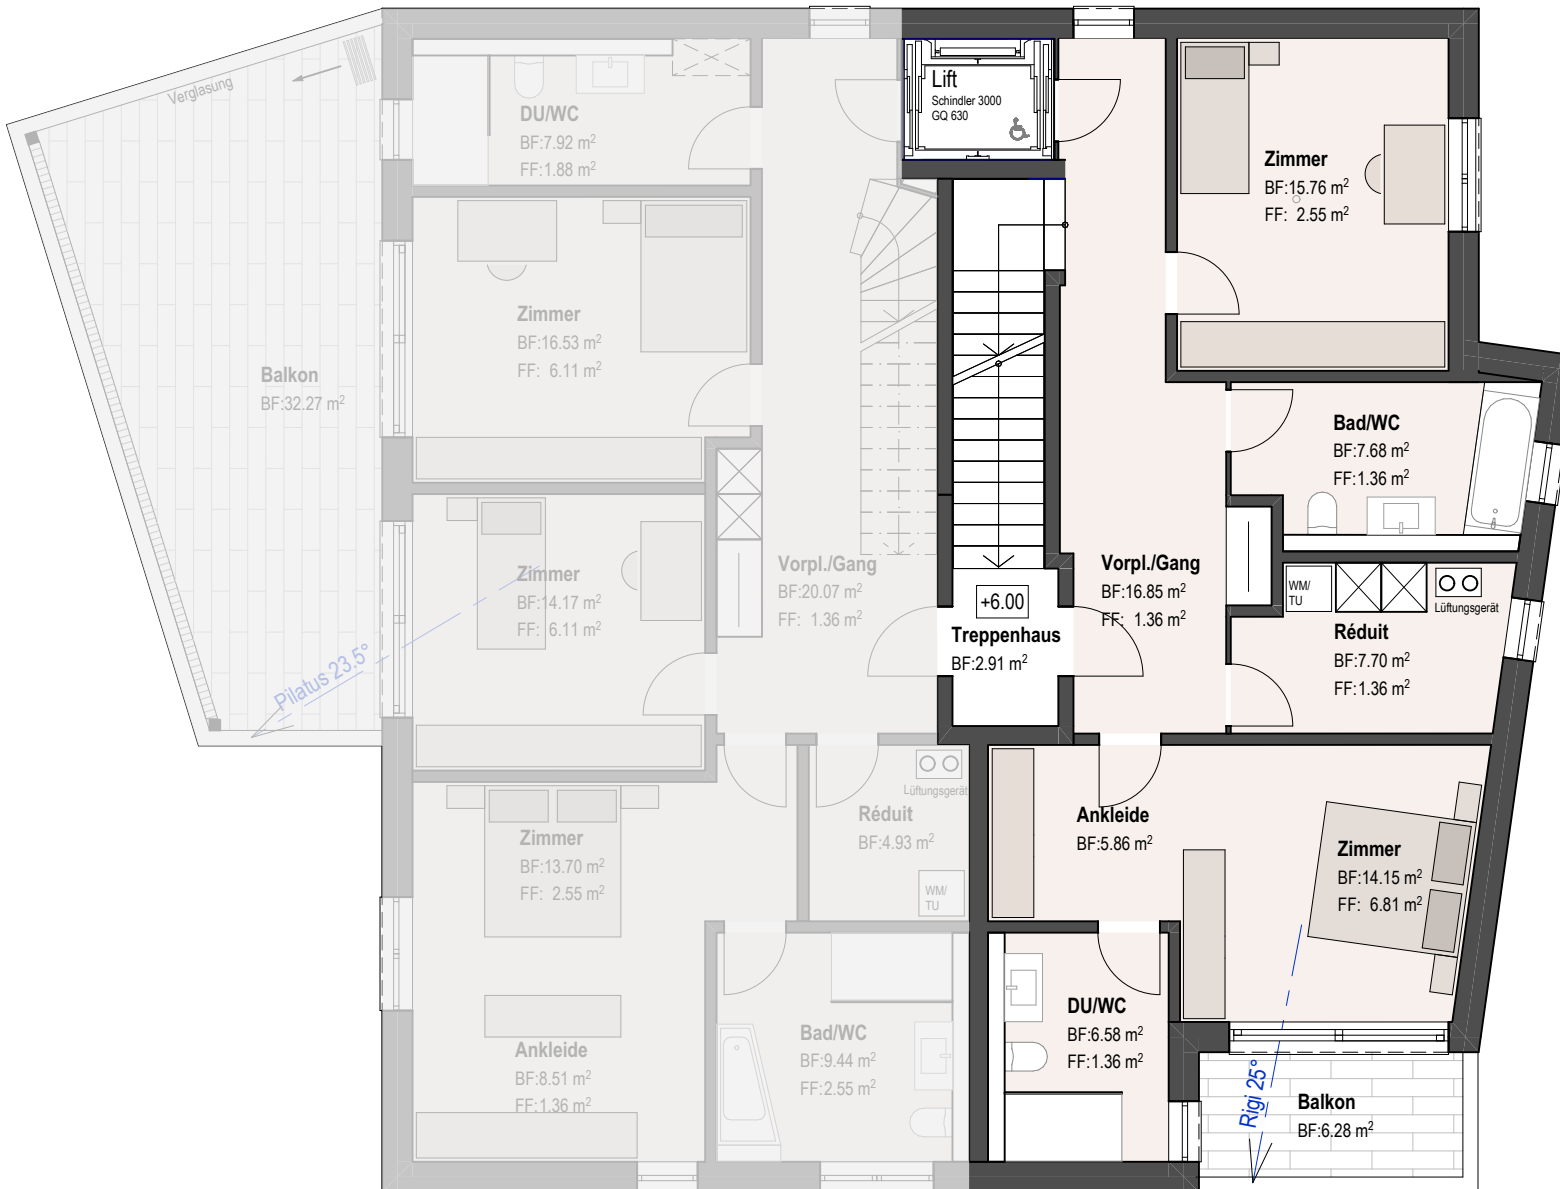 Verglasung
DU/WC
BF:7.92 m²
FF:1.88 m²
Lift
Schindler 3000
GQ 630
Zimmer
BF:15.76 m²
FF: 2.55 m²
Zimmer
BF:16.53 m²
FF: 6.11 m²
Balkon
BF:32.27 m²
Bad/WC
BF:7.68 m²
FF:1.36 m²
Zimmer
BF:14.17 m²
FF: 6.11 m²
Vorpl./Gang
BF:20.07 m²
FF: 1.36 m²
+6.00
Treppenhaus
BF:2.91 m²
Vorpl./Gang
BF:16.85 m²
FF: 1.36 m²
WM/
TU
Lüftungsgerät
Réduit
BF:7.70 m²
FF:1.36 m²
Pilatus 23.5°
Zimmer
BF:13.70 m²
FF: 2.55 m²
Lüftungsgerät
Réduit
BF:4.93 m²
WM/
TU
Ankleide
BF:5.86 m²
Zimmer
BF:14.15 m²
FF: 6.81 m²
Ankleide
BF:8.51 m²
FF:1.36 m²
Bad/WC
BF:9.44 m²
FF:2.55 m²
DU/WC
BF:6.58 m²
FF:1.36 m²
Rigi 25°
Balkon
BF:6.28 m²